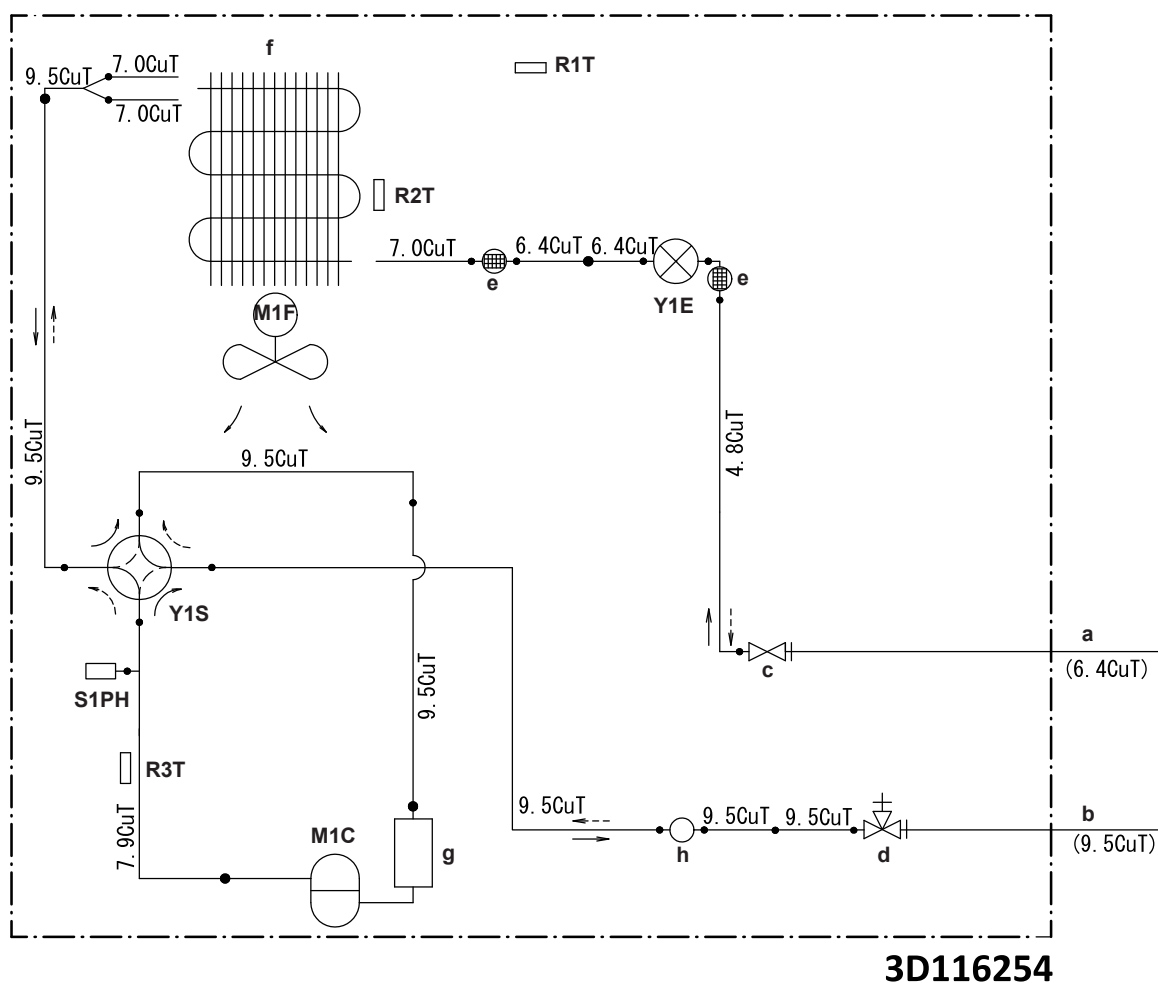 f
7.0CuT
9.5CuT
7.0CuT
R1T
R2T
7.0CuT
6.4CuT
6.4CuT
e
Y1E
e
M1F
9.5CuT
9.5CuT
4.8CuT
Y1S
a
(6.4CuT)
c
S1PH
9.5CuT
R3T
9.5CuT
9.5CuT
9.5CuT
b
(9.5CuT)
7.9CuT
M1C
g
h
d
3D116254